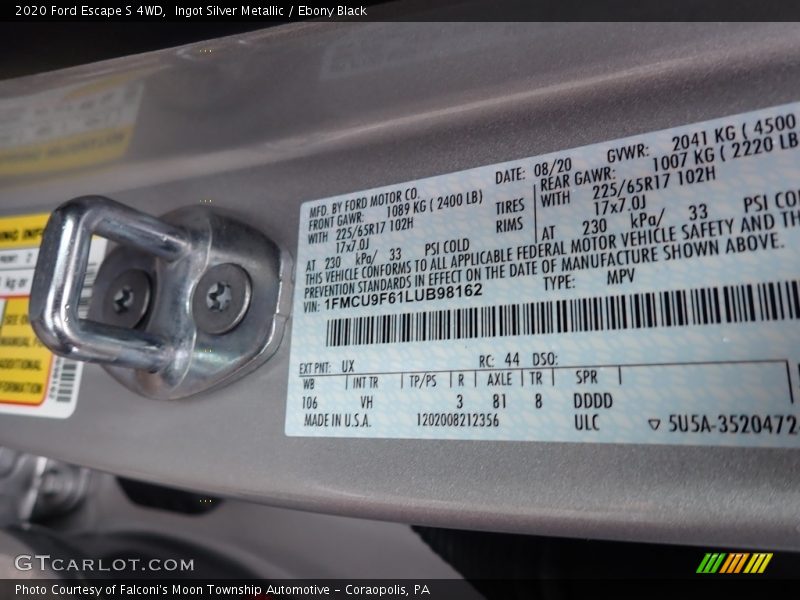 2020 Ford Escape S 4WD, Ingot Silver Metallic / Ebony Black
MFD. BY FORD MOTOR CO.
DATE: 08/20
GVWR: 2041 KG ( 4500
FRONT GAWR: 1089 KG ( 2400 LB)
REAR GAWR: 1007 KG ( 2220 LB
WITH 225/65R17 102H
TIRES
WITH 225/65R17 102H
17x7.0J
RIMS
17x7.0J
AT 230 kPa/ 33 PSI COLD
AT 230 kPa/ 33 PSI CO
THIS VEHICLE CONFORMS TO ALL APPLICABLE FEDERAL MOTOR VEHICLE SAFETY AND TH
PREVENTION STANDARDS IN EFFECT ON THE DATE OF MANUFACTURE SHOWN ABOVE.
VIN: 1FMCU9F61LUB98162
TYPE: MPV
EXT PNT: UX RC: 44 DSO:
WB INT TR TP/PS R AXLE TR SPR
106 VH 3 81 8 DDDD
MADE IN U.S.A. 1202008212356 ULC ▽ 5U5A-3520472
GTCARLOT.COM
Photo Courtesy of Falconi's Moon Township Automotive - Coraopolis, PA